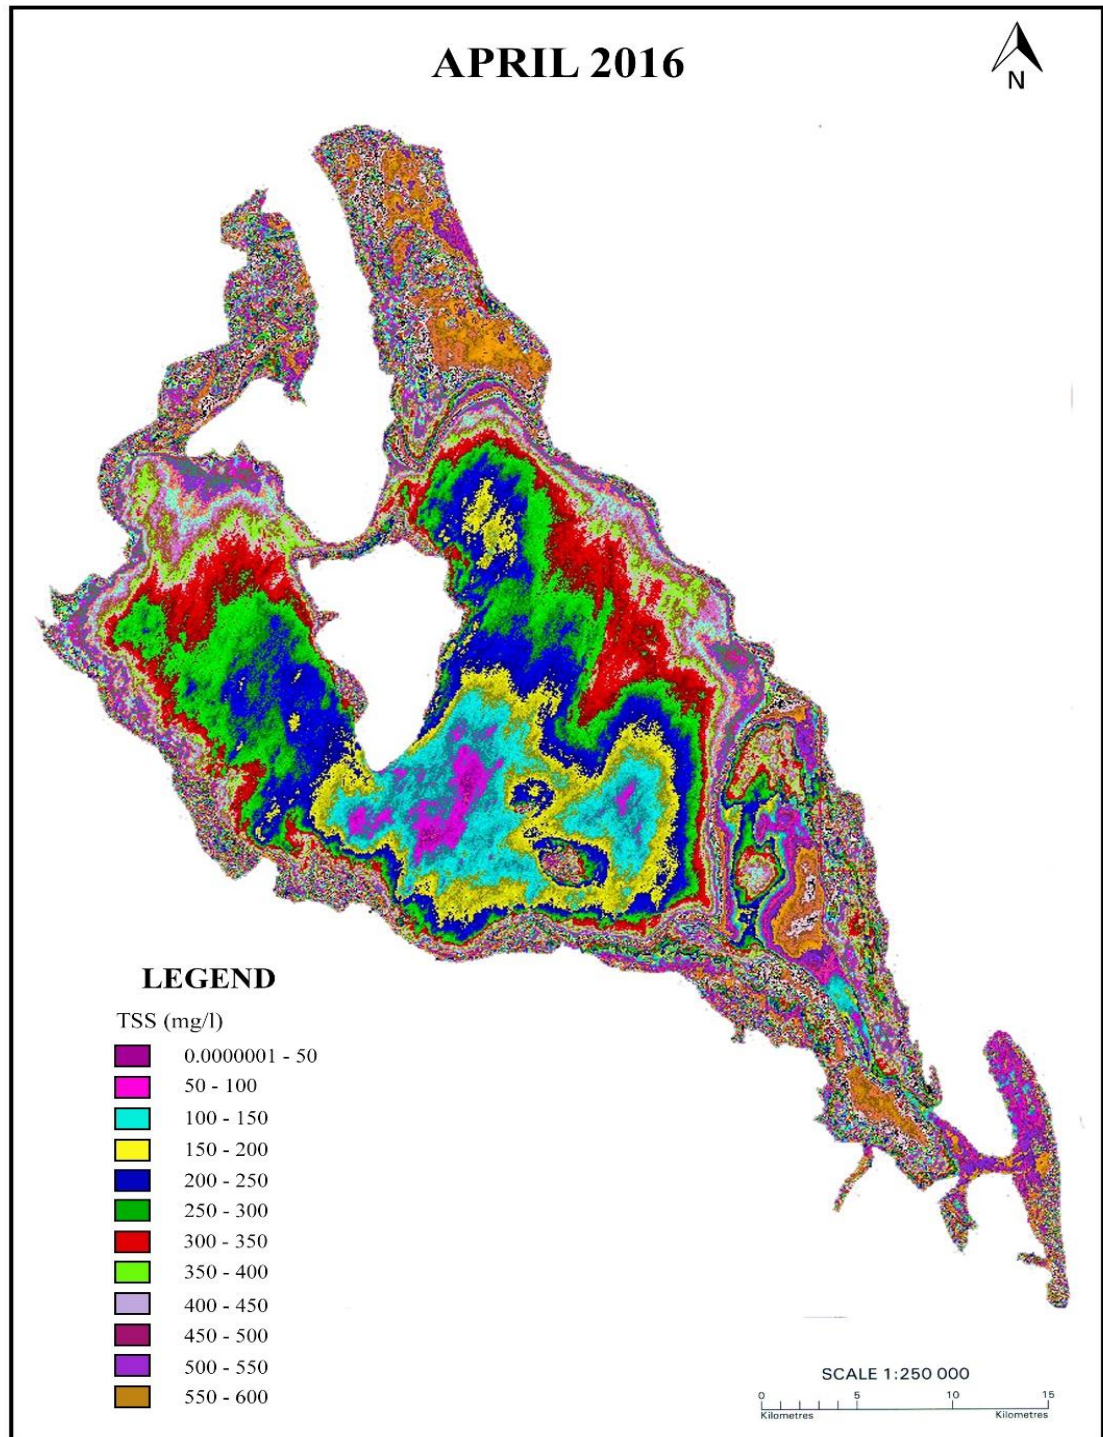 APRIL 2016
N
LEGEND
TSS (mg/l)
0.0000001 - 50
50 - 100
100 - 150
150 - 200
200 - 250
250 - 300
300 - 350
350 - 400
400 - 450
450 - 500
500 - 550
550 - 600
SCALE 1:250 000
0 5 10 15
Kilometres Kilometres